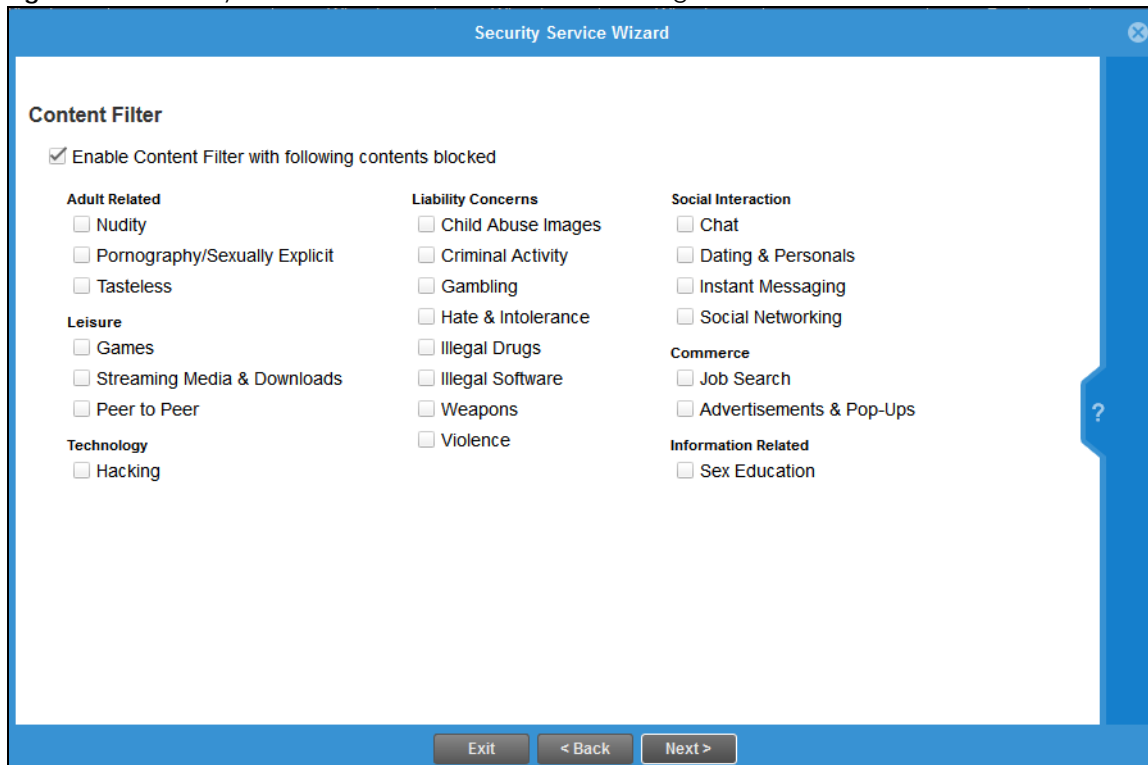 Security Service Wizard
Content Filter
Enable Content Filter with following contents blocked
Adult Related
Nudity
Pornography/Sexually Explicit
Tasteless
Leisure
Games
Streaming Media & Downloads
Peer to Peer
Technology
Hacking
Liability Concerns
Child Abuse Images
Criminal Activity
Gambling
Hate & Intolerance
Illegal Drugs
Illegal Software
Weapons
Violence
Social Interaction
Chat
Dating & Personals
Instant Messaging
Social Networking
Commerce
Job Search
Advertisements & Pop-Ups
Information Related
Sex Education
?
Exit
< Back
Next >